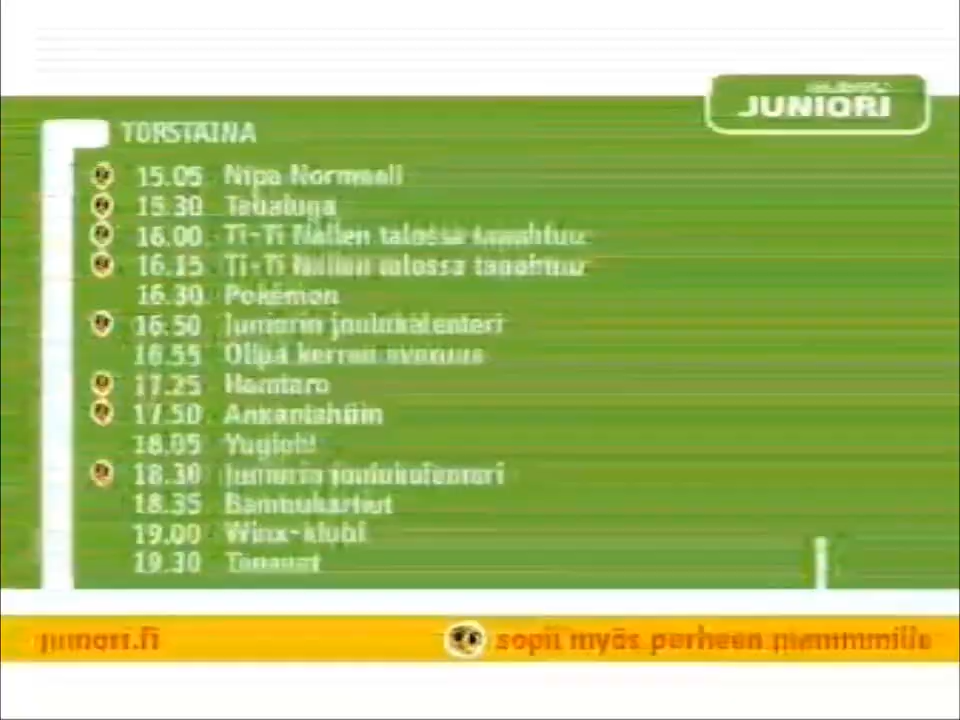 JUNIORI
TORSTAINA
15.05 Nipa Normaali
15.30 Tabaluga
16.00 Ti-Ti Nallen talossa tapahtuu
16.15 Ti-Ti Nallen talossa tapahtuu
16.30 Pokémon
16.50 Juniorin joulukalenteri
16.55 Olipa kerran avaruus
17.25 Hamtaro
17.50 Ankantähtiin
18.05 Yugioh!
18.30 Juniorin joulukalenteri
18.35 Bambukarhut
19.00 Winx-klubi
19.30
juniori.fi
sopii myös perheen pienimmille